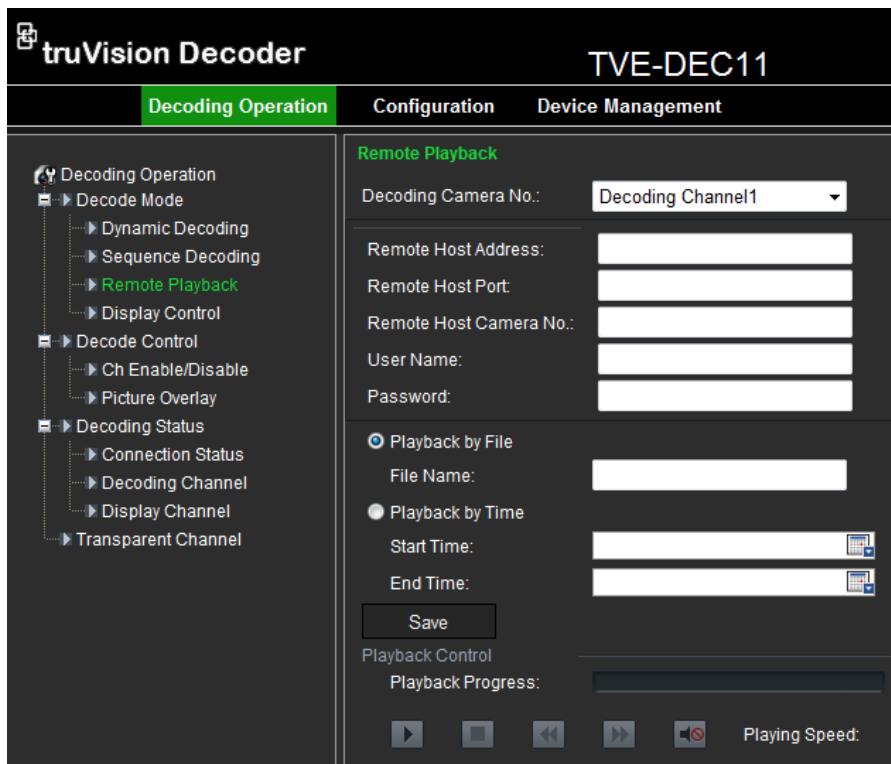 truVision Decoder
TVE-DEC11
Decoding Operation Configuration Device Management
Decoding Operation
Decode Mode
Dynamic Decoding
Sequence Decoding
Remote Playback
Display Control
Decode Control
Ch Enable/Disable
Picture Overlay
Decoding Status
Connection Status
Decoding Channel
Display Channel
Transparent Channel
Remote Playback
Decoding Camera No.: Decoding Channel1
Remote Host Address:
Remote Host Port:
Remote Host Camera No.:
User Name:
Password:
Playback by File
File Name:
Playback by Time
Start Time:
End Time:
Save
Playback Control
Playback Progress:
Playing Speed: